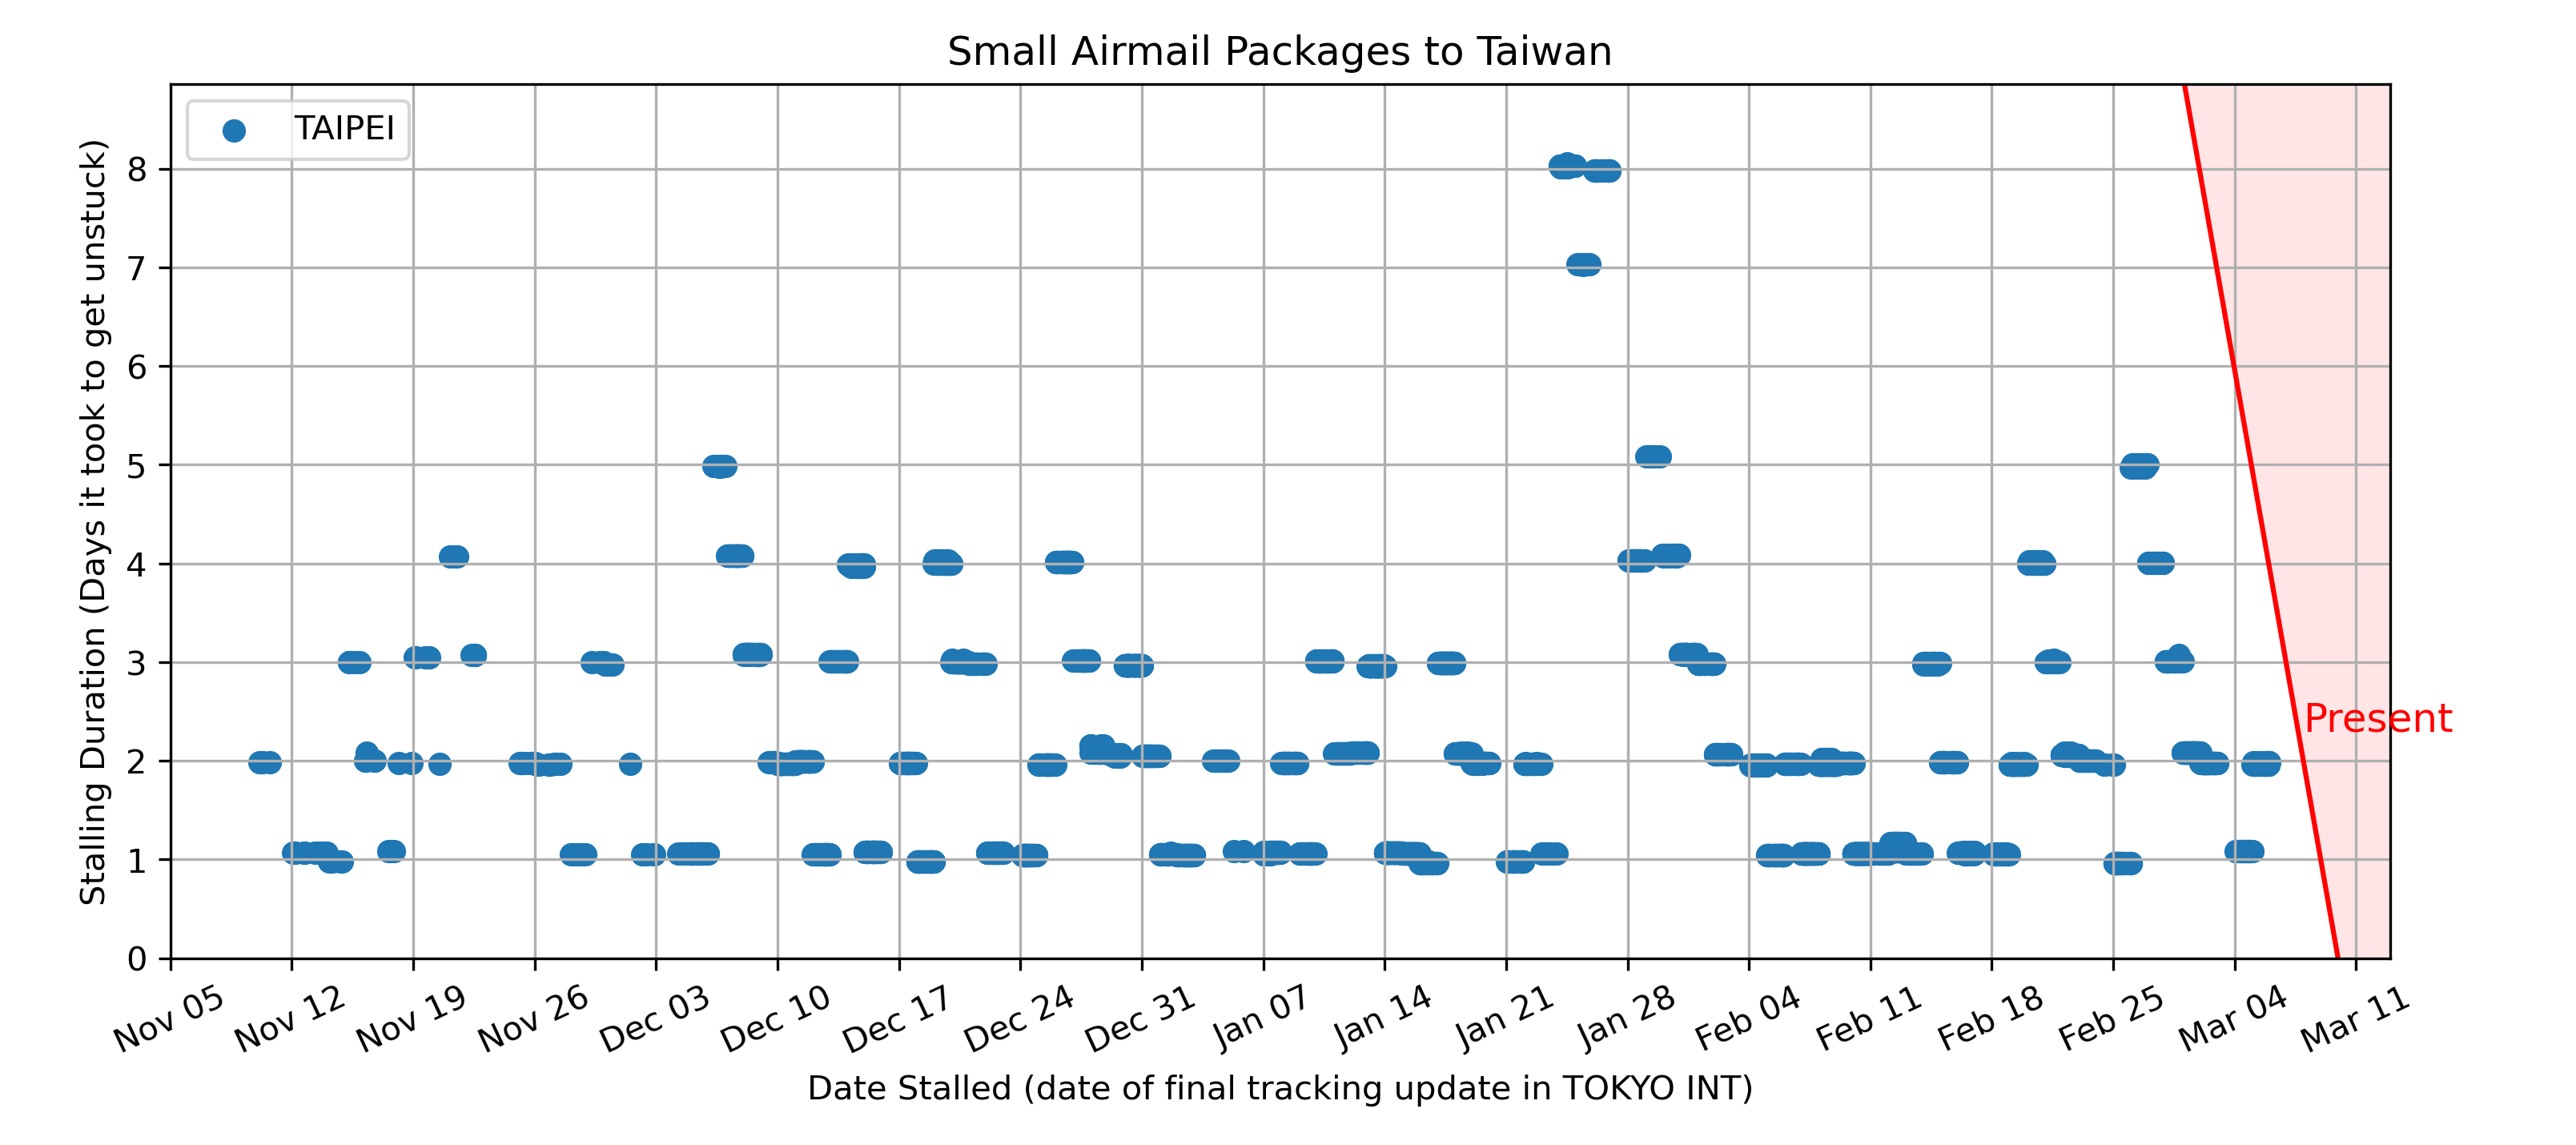 Small Airmail Packages to Taiwan
TAIPEI
Stalling Duration (Days it took to get unstuck)
8
7
6
5
4
3
2
1
0
Present
Nov 05
Nov 12
Nov 19
Nov 26
Dec 03
Dec 10
Dec 17
Dec 24
Dec 31
Jan 07
Jan 14
Jan 21
Jan 28
Feb 04
Feb 11
Feb 18
Feb 25
Mar 04
Mar 11
Date Stalled (date of final tracking update in TOKYO INT)